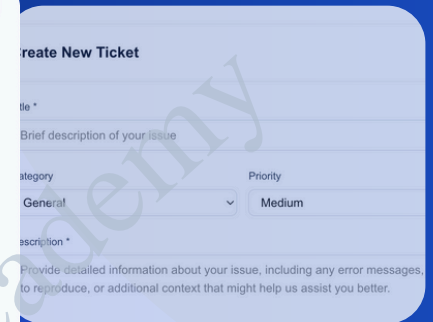 reate New Ticket
tle *
Brief description of your issue
ategory Priority
General Medium
escription *
Provide detailed information about your issue, including any error messages,
to reproduce, or additional context that might help us assist you better.
ademy